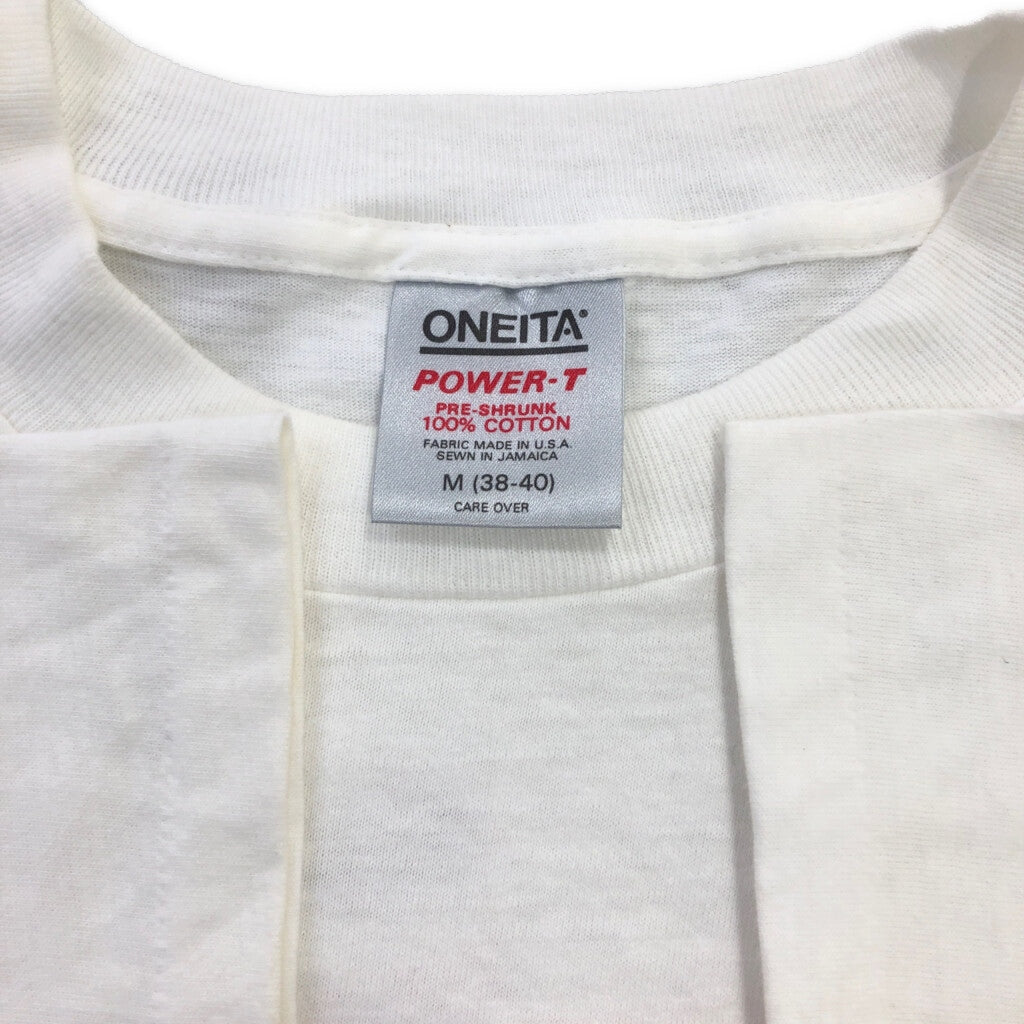 ONEITA®
POWER-T
PRE-SHRUNK
100% COTTON
FABRIC MADE IN U.S.A.
SEWN IN JAMAICA
M (38-40)
CARE OVER